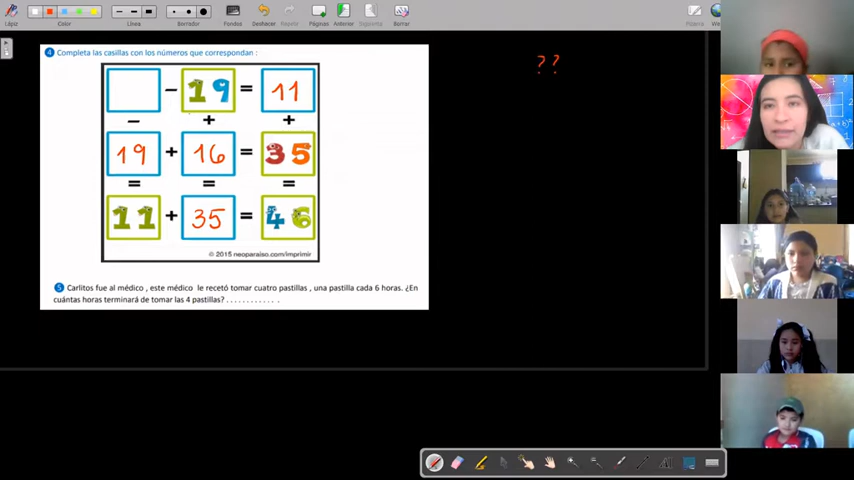 Lápiz
Color
Línea
Borrador
Fondos
Deshacer
Repetir
Páginas
Anterior
Siguiente
Borrar
4 Completa las casillas con los números que correspondan :
- 19 = 11
- + +
19 + 16 = 35
= = =
11 + 35 = 46
© 2015 neoparaiso.com/imprimir
5 Carlitos fue al médico , este médico le recetó tomar cuatro pastillas , una pastilla cada 6 horas. ¿En
cuántas horas terminará de tomar las 4 pastillas? . . . . . . . . . . . . .
??